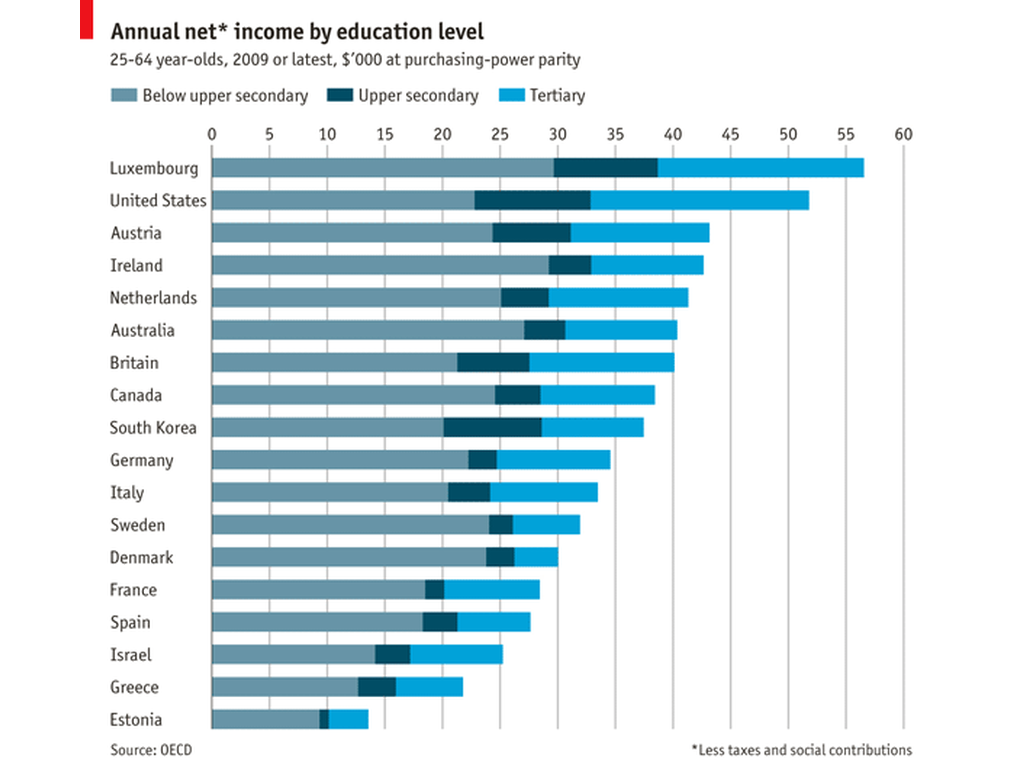 Annual net* income by education level
25-64 year-olds, 2009 or latest, $’000 at purchasing-power parity
Below upper secondary Upper secondary Tertiary
0 5 10 15 20 25 30 35 40 45 50 55 60
Luxembourg
United States
Austria
Ireland
Netherlands
Australia
Britain
Canada
South Korea
Germany
Italy
Sweden
Denmark
France
Spain
Israel
Greece
Estonia
Source: OECD *Less taxes and social contributions